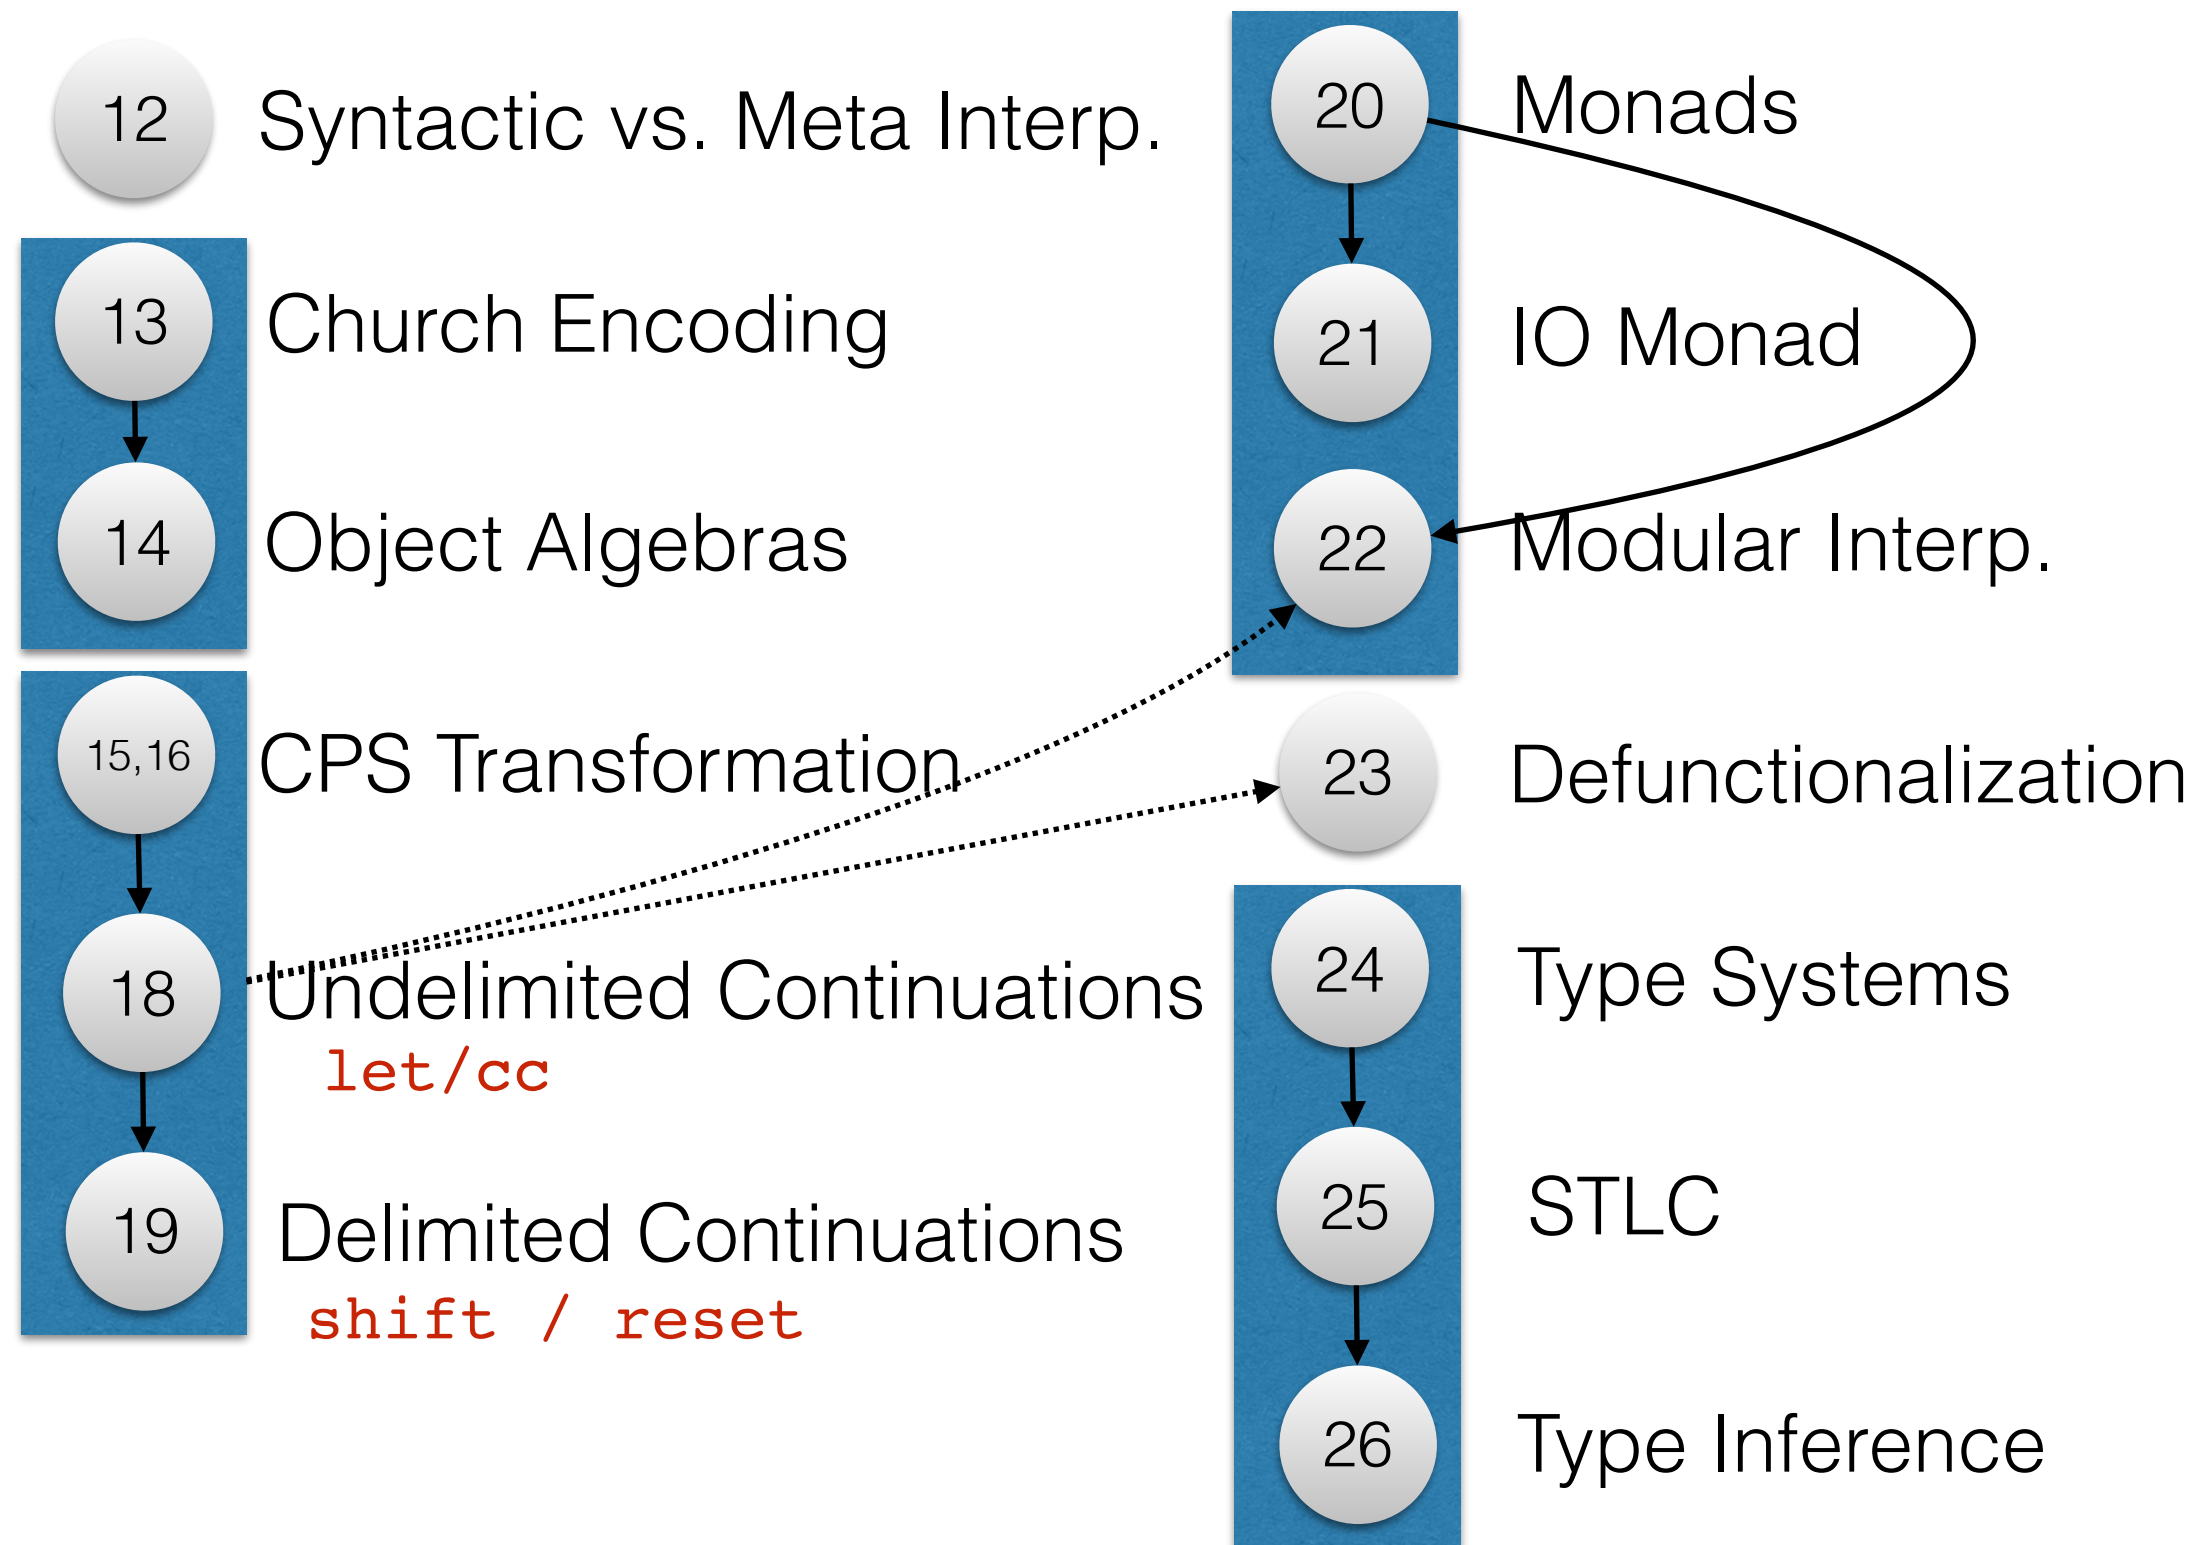 12 Syntactic vs. Meta Interp.
13 Church Encoding
14 Object Algebras
15,16 CPS Transformation
18 Undelimited Continuations
let/cc
19 Delimited Continuations
shift / reset
20 Monads
21 IO Monad
22 Modular Interp.
23 Defunctionalization
24 Type Systems
25 STLC
26 Type Inference